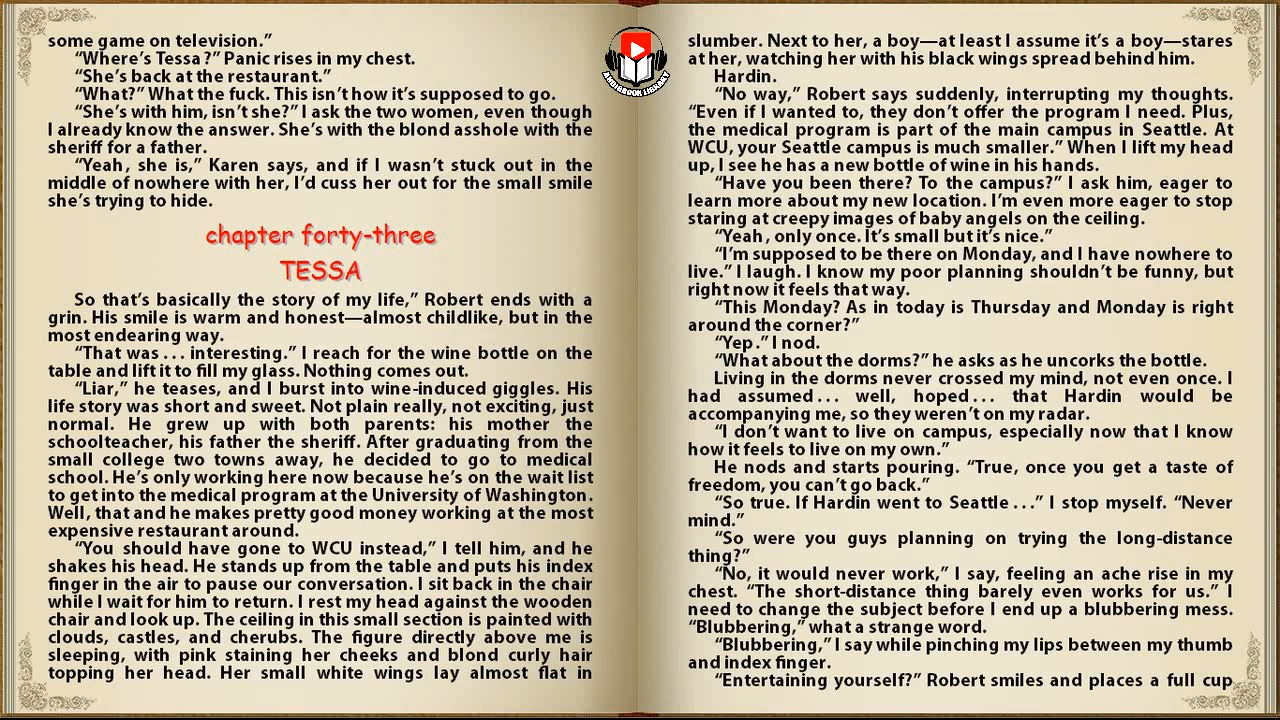 some game on television.”
“Where’s Tessa?” Panic rises in my chest.
“She’s back at the restaurant.”
“What?” What the fuck. This isn’t how it’s supposed to go.
“She’s with him, isn’t she?” I ask the two women, even though
I already know the answer. She’s with the blond asshole with the
sheriff for a father.
“Yeah, she is,” Karen says, and if I wasn’t stuck out in the
middle of nowhere with her, I’d cuss her out for the small smile
she’s trying to hide.
chapter forty-three
TESSA
So that’s basically the story of my life,” Robert ends with a
grin. His smile is warm and honest—almost childlike, but in the
most endearing way.
“That was . . . interesting.” I reach for the wine bottle on the
table and lift it to fill my glass. Nothing comes out.
“Liar,” he teases, and I burst into wine-induced giggles. His
life story was short and sweet. Not plain really, not exciting, just
normal. He grew up with both parents: his mother the
schoolteacher, his father the sheriff. After graduating from the
small college two towns away, he decided to go to medical
school. He’s only working here now because he’s on the wait list
to get into the medical program at the University of Washington.
Well, that and he makes pretty good money working at the most
expensive restaurant around.
“You should have gone to WCU instead,” I tell him, and he
shakes his head. He stands up from the table and puts his index
finger in the air to pause our conversation. I sit back in the chair
while I wait for him to return. I rest my head against the wooden
chair and look up. The ceiling in this small section is painted with
clouds, castles, and cherubs. The figure directly above me is
sleeping, with pink staining her cheeks and blond curly hair
topping her head. Her small white wings lay almost flat in
AUDIOBOOK LIBRARY
slumber. Next to her, a boy—at least I assume it’s a boy—stares
at her, watching her with his black wings spread behind him.
Hardin.
“No way,” Robert says suddenly, interrupting my thoughts.
“Even if I wanted to, they don’t offer the program I need. Plus,
the medical program is part of the main campus in Seattle. At
WCU, your Seattle campus is much smaller.” When I lift my head
up, I see he has a new bottle of wine in his hands.
“Have you been there? To the campus?” I ask him, eager to
learn more about my new location. I’m even more eager to stop
staring at creepy images of baby angels on the ceiling.
“Yeah, only once. It’s small but it’s nice.”
“I’m supposed to be there on Monday, and I have nowhere to
live.” I laugh. I know my poor planning shouldn’t be funny, but
right now it feels that way.
“This Monday? As in today is Thursday and Monday is right
around the corner?”
“Yep.” I nod.
“What about the dorms?” he asks as he uncorks the bottle.
Living in the dorms never crossed my mind, not even once. I
had assumed . . . well, hoped . . . that Hardin would be
accompanying me, so they weren’t on my radar.
“I don’t want to live on campus, especially now that I know
how it feels to live on my own.”
He nods and starts pouring. “True, once you get a taste of
freedom, you can’t go back.”
“So true. If Hardin went to Seattle . . .” I stop myself. “Never
mind.”
“So were you guys planning on trying the long-distance
thing?”
“No, it would never work,” I say, feeling an ache rise in my
chest. “The short-distance thing barely even works for us.” I
need to change the subject before I end up a blubbering mess.
“Blubbering,” what a strange word.
“Blubbering,” I say while pinching my lips between my thumb
and index finger.
“Entertaining yourself?” Robert smiles and places a full cup